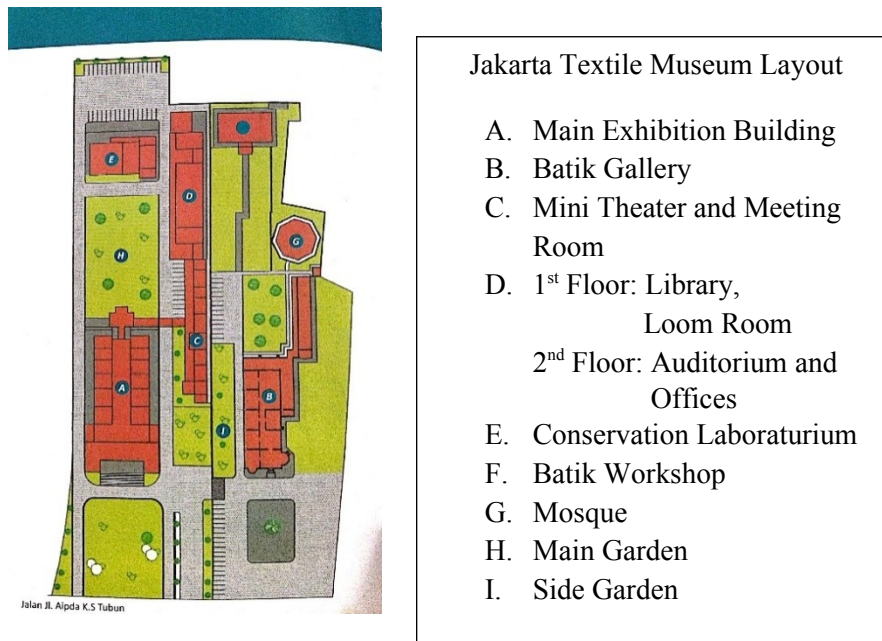 E
D
G
H
C
A
B
I
Jalan Jl. Aipda K.S Tubun
Jakarta Textile Museum Layout
A. Main Exhibition Building
B. Batik Gallery
C. Mini Theater and Meeting
Room
D. 1st Floor: Library,
Loom Room
2nd Floor: Auditorium and
Offices
E. Conservation Laboraturium
F. Batik Workshop
G. Mosque
H. Main Garden
I. Side Garden